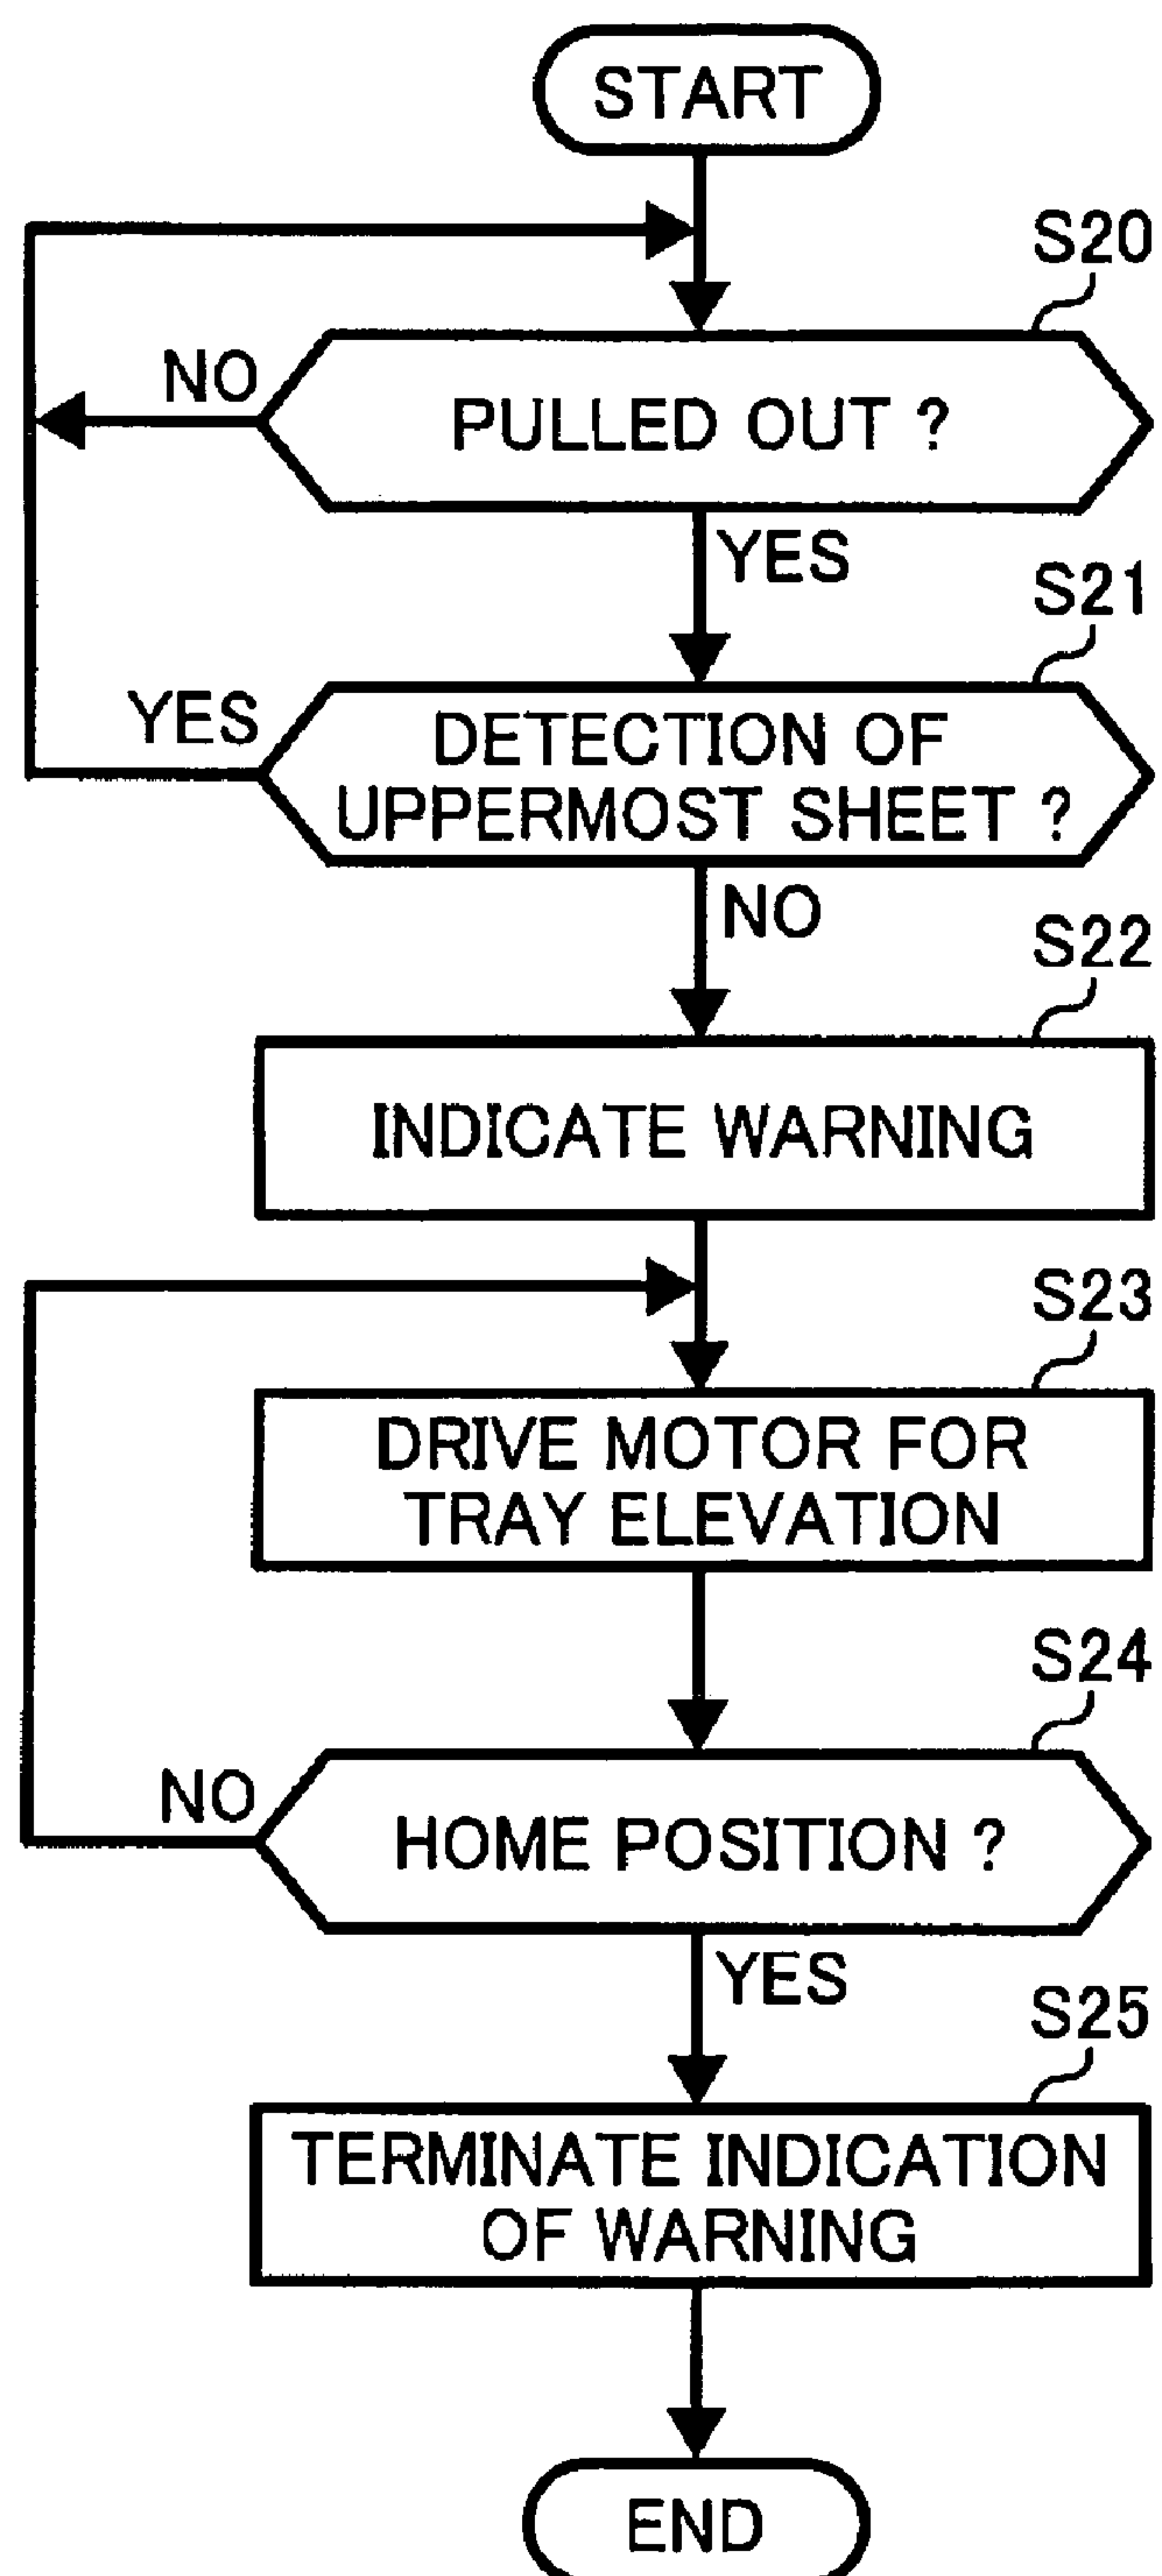 START
S20
NO
PULLED OUT ?
YES
S21
YES
DETECTION OF
UPPERMOST SHEET ?
NO
S22
INDICATE WARNING
S23
DRIVE MOTOR FOR
TRAY ELEVATION
S24
NO
HOME POSITION ?
YES
S25
TERMINATE INDICATION
OF WARNING
END